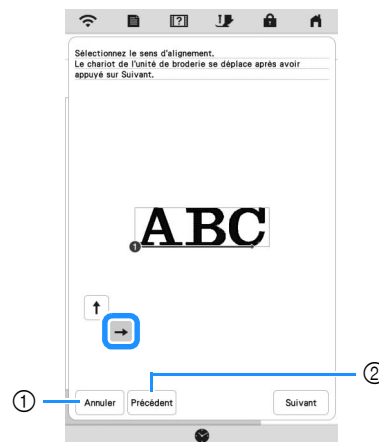 Sélectionnez le sens d'alignement.
Le chariot de l'unité de broderie se déplace après avoir
appuyé sur Suivant.
ABC
1
①
②
Annuler
Précédent
Suivant